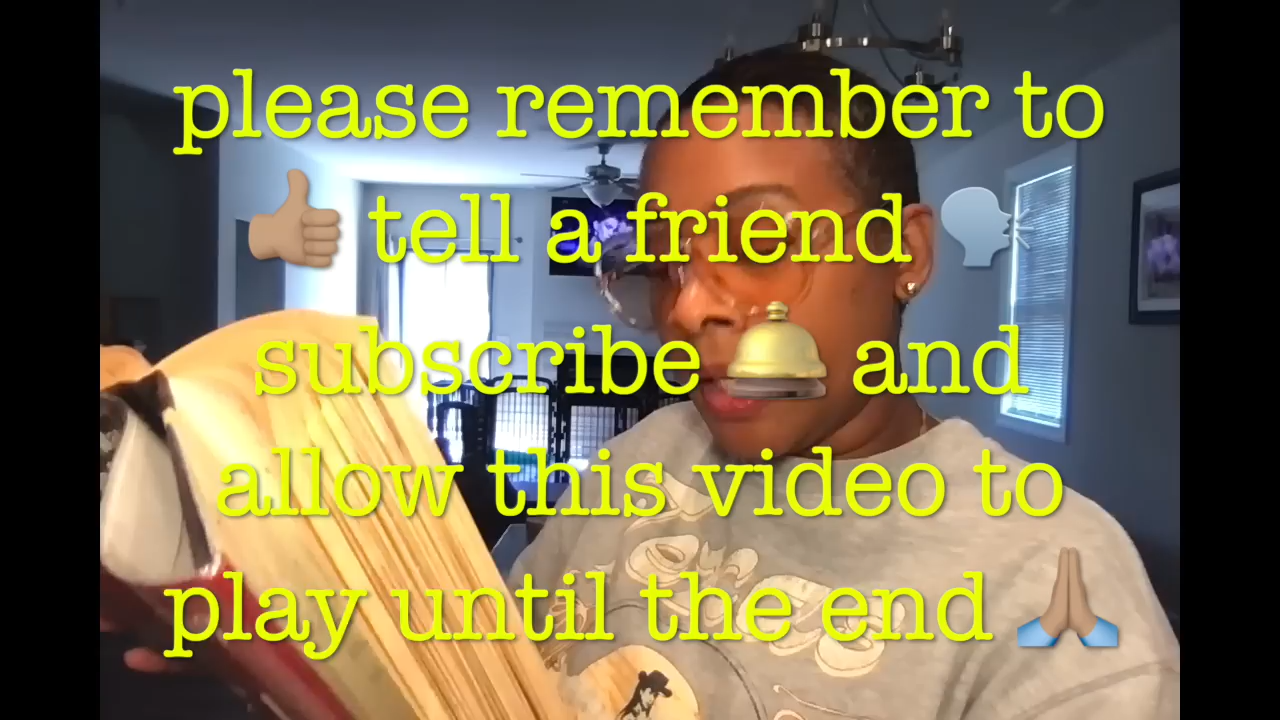 please remember to
👍🏽 tell a friend 🗣
subscribe 🛎 and
allow this video to
play until the end 🙏🏽